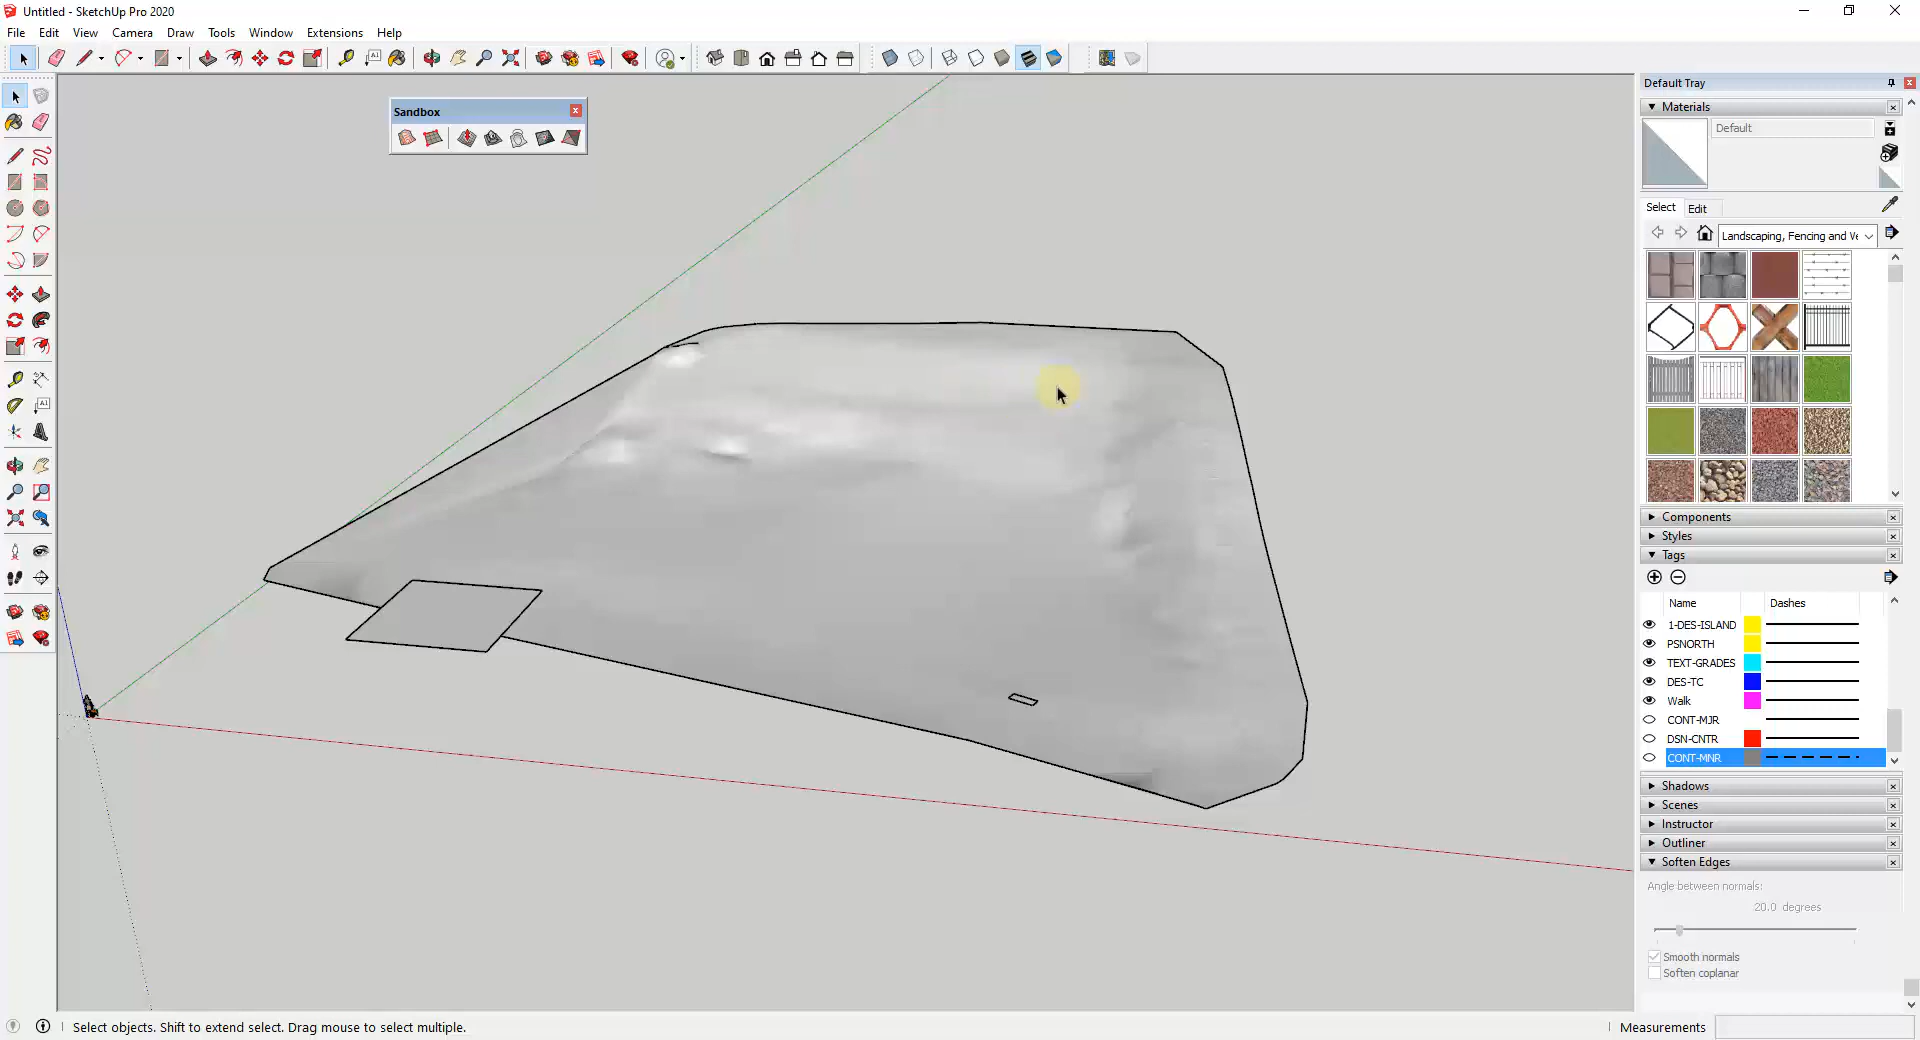 Untitled - SketchUp Pro 2020
File Edit View Camera Draw Tools Window Extensions Help
Sandbox
Default Tray
Materials
Default
Select Edit
Landscaping, Fencing and Ve
Components
Styles
Tags
Name Dashes
1-DES-ISLAND
PSNORTH
TEXT-GRADES
DES-TC
Walk
CONT-MJR
DSN-CNTR
CONT-MNR
Shadows
Scenes
Instructor
Outliner
Soften Edges
Angle between normals:
20.0 degrees
Smooth normals
Soften coplanar
Select objects. Shift to extend select. Drag mouse to select multiple.
Measurements